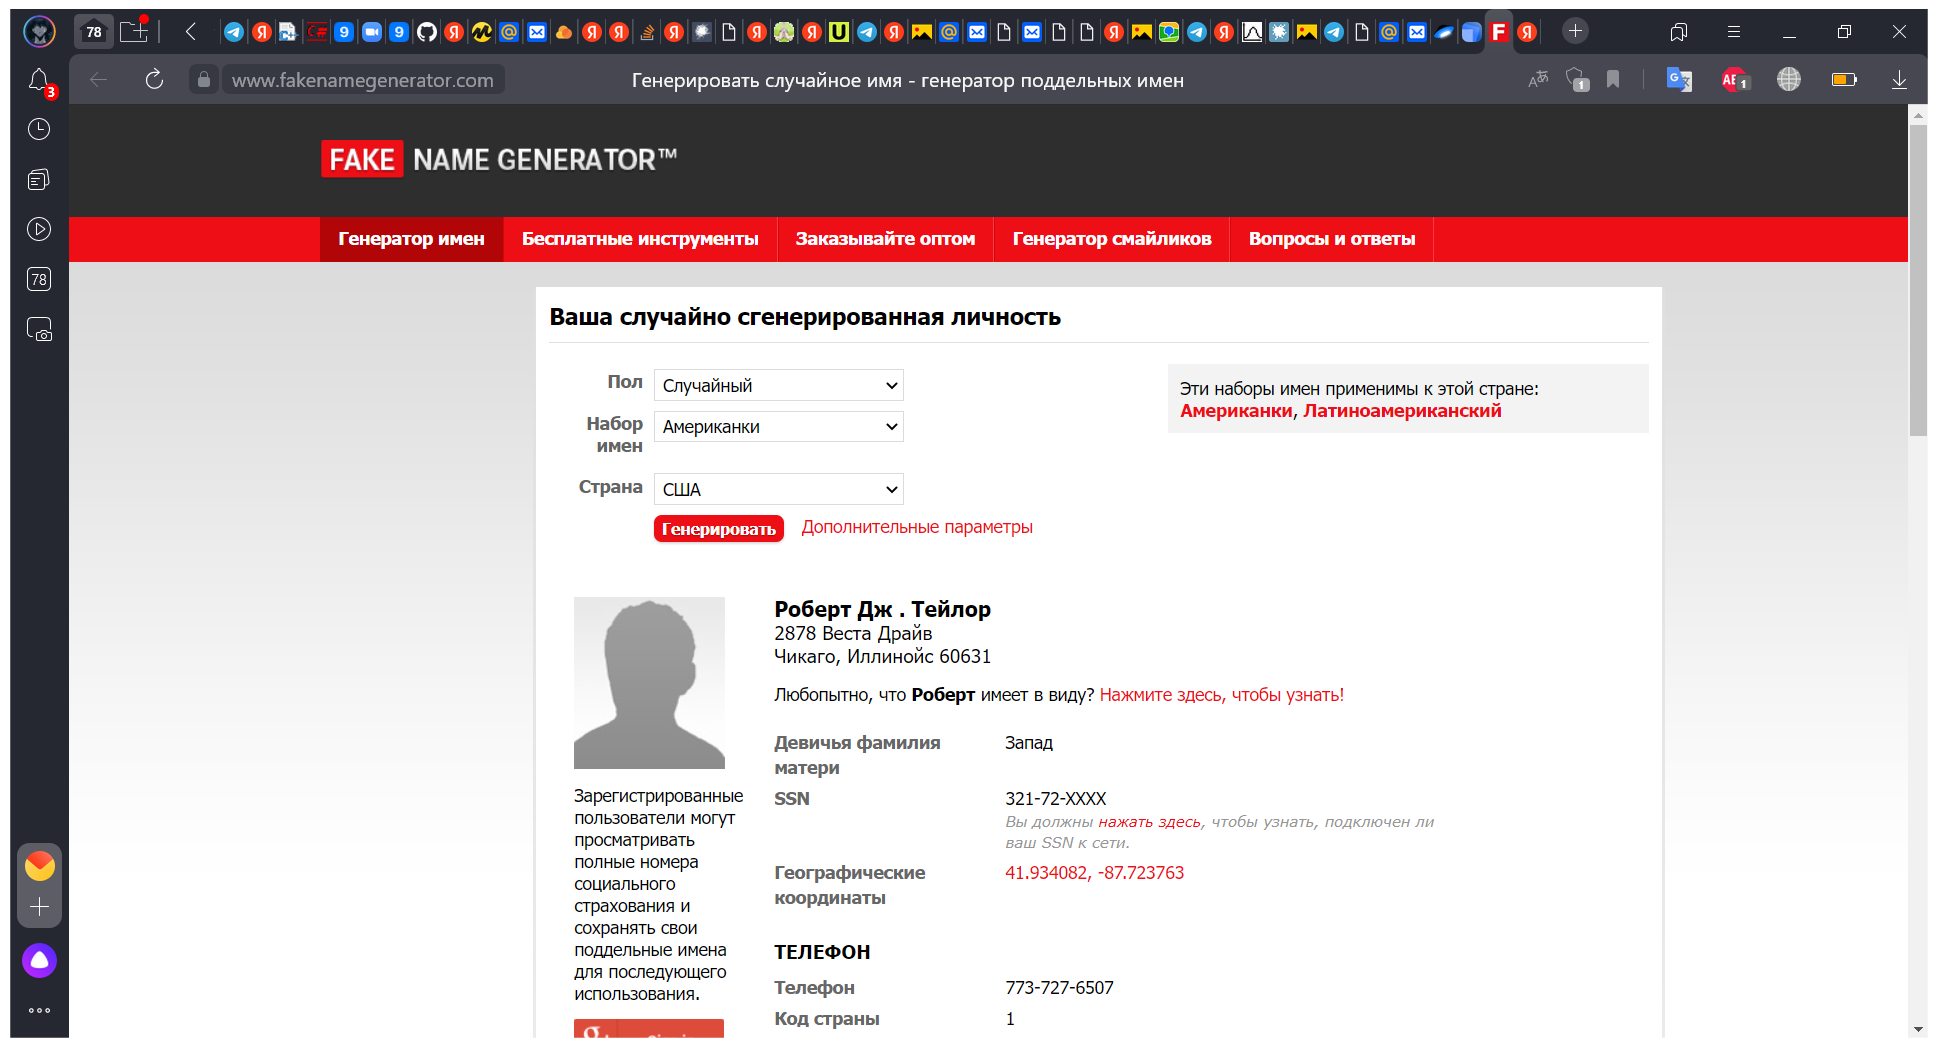 78
www.fakenamegenerator.com
Генерировать случайное имя - генератор поддельных имен
1
1
3
78
FAKE NAME GENERATOR™
Генератор имен
Бесплатные инструменты
Заказывайте оптом
Генератор смайликов
Вопросы и ответы
Ваша случайно сгенерированная личность
Пол
Случайный
Набор
имен
Американки
Страна
США
Генерировать
Дополнительные параметры
Эти наборы имен применимы к этой стране:
Американки, Латиноамериканский
Роберт Дж . Тейлор
2878 Веста Драйв
Чикаго, Иллинойс 60631
Любопытно, что Роберт имеет в виду? Нажмите здесь, чтобы узнать!
Девичья фамилия
матери
Запад
SSN
321-72-XXXX
Вы должны нажать здесь, чтобы узнать, подключен ли
ваш SSN к сети.
Географические
координаты
41.934082, -87.723763
ТЕЛЕФОН
Телефон
773-727-6507
Код страны
1
Зарегистрированные
пользователи могут
просматривать
полные номера
социального
страхования и
сохранять свои
поддельные имена
для последующего
использования.